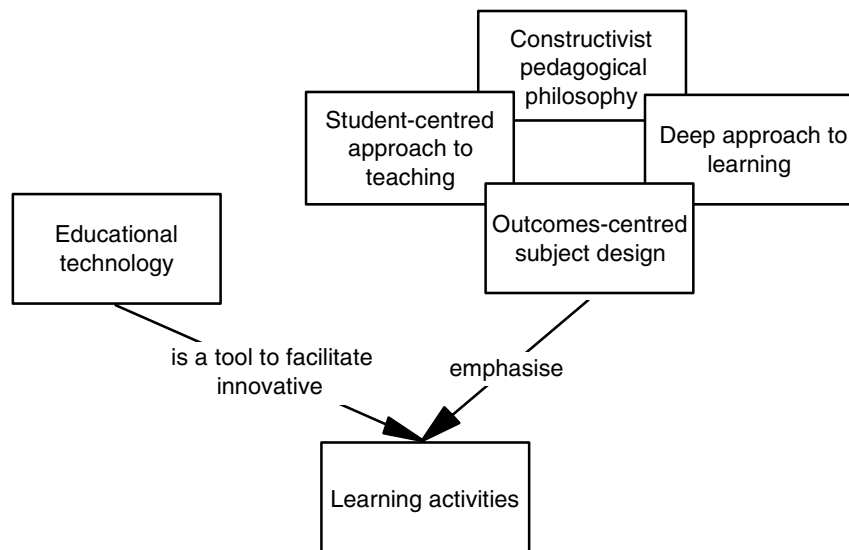 Constructivist
pedagogical
philosophy
Student-centred
approach to
teaching
Deep approach to
learning
Outcomes-centred
subject design
Educational
technology
is a tool to facilitate
innovative
emphasise
Learning activities